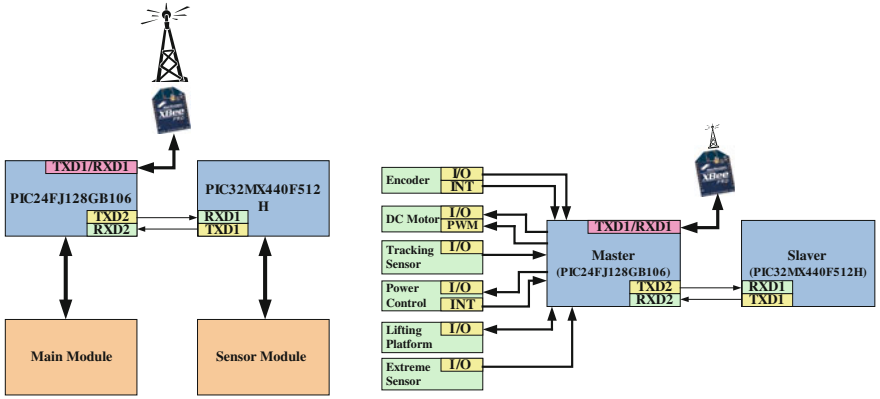 XBee
PRO
TXD1/RXD1
PIC24FJ128GB106
TXD2
RXD2
PIC32MX440F512
H
RXD1
TXD1
Main Module
Sensor Module
XBee
PRO
Encoder
I/O
INT
DC Motor
I/O
PWM
Tracking
Sensor
I/O
Power
Control
I/O
INT
Lifting
Platform
I/O
Extreme
Sensor
I/O
TXD1/RXD1
Master
(PIC24FJ128GB106)
TXD2
RXD2
Slaver
(PIC32MX440F512H)
RXD1
TXD1